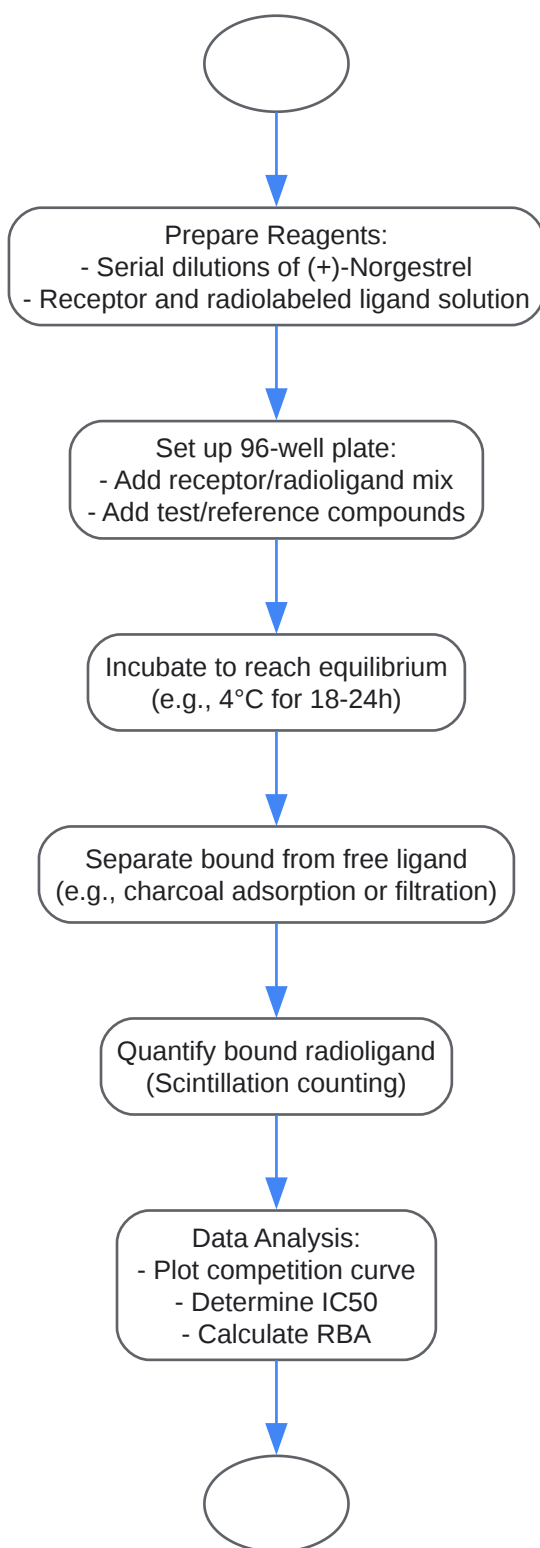 Prepare Reagents:
- Serial dilutions of (+)-Norgestrel
- Receptor and radiolabeled ligand solution
Set up 96-well plate:
- Add receptor/radioligand mix
- Add test/reference compounds
Incubate to reach equilibrium
(e.g., 4°C for 18-24h)
Separate bound from free ligand
(e.g., charcoal adsorption or filtration)
Quantify bound radioligand
(Scintillation counting)
Data Analysis:
- Plot competition curve
- Determine IC50
- Calculate RBA